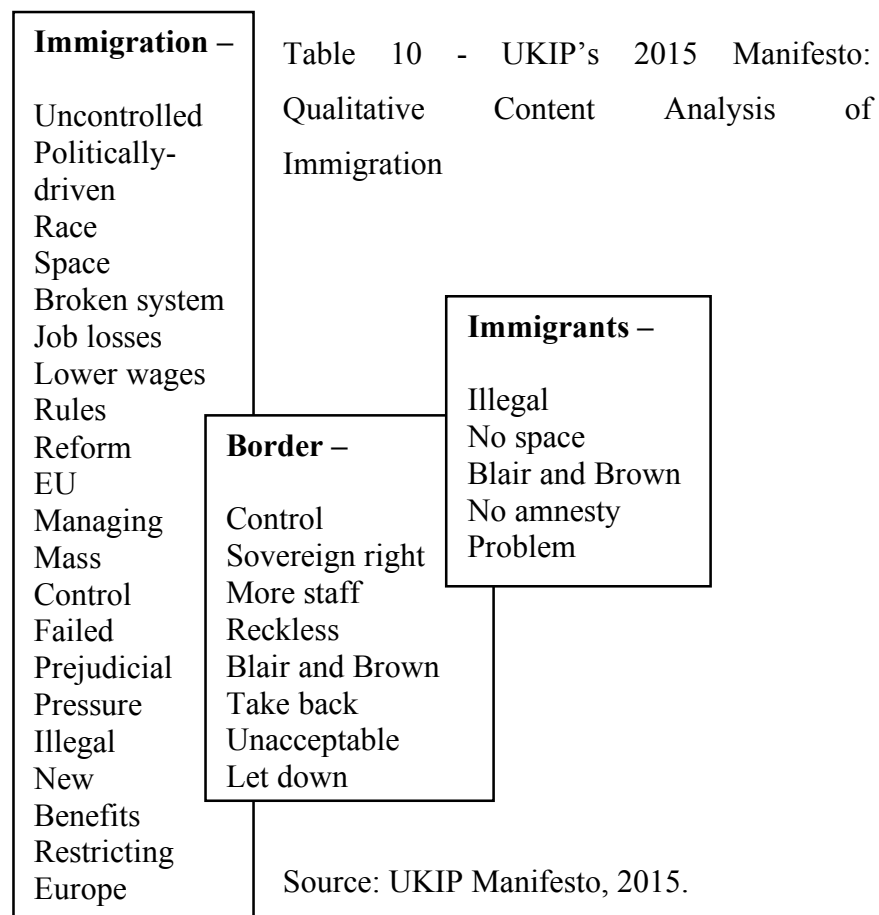 Immigration –
Uncontrolled
Politically-
driven
Race
Space
Broken system
Job losses
Lower wages
Rules
Reform
EU
Managing
Mass
Control
Failed
Prejudicial
Pressure
Illegal
New
Benefits
Restricting
Europe
Table 10 - UKIP’s 2015 Manifesto:
Qualitative Content Analysis of
Immigration
Border –
Control
Sovereign right
More staff
Reckless
Blair and Brown
Take back
Unacceptable
Let down
Immigrants –
Illegal
No space
Blair and Brown
No amnesty
Problem
Source: UKIP Manifesto, 2015.